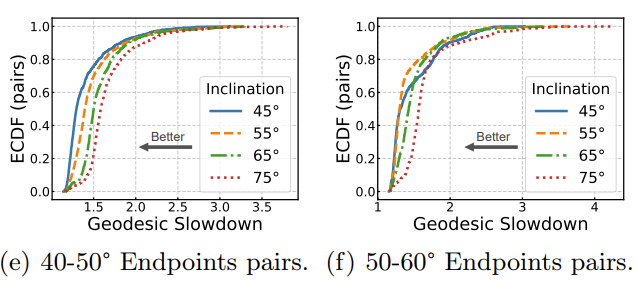 ECDF (pairs)
1.0
0.8
0.6
0.4
0.2
0.0
Inclination
45°
55°
65°
75°
Better
1.5
2.0
2.5
3.0
3.5
Geodesic Slowdown
(e) 40-50° Endpoints pairs.
ECDF (pairs)
1.0
0.8
0.6
0.4
0.2
0.0
Inclination
45°
55°
65°
75°
Better
1
2
3
4
Geodesic Slowdown
(f) 50-60° Endpoints pairs.